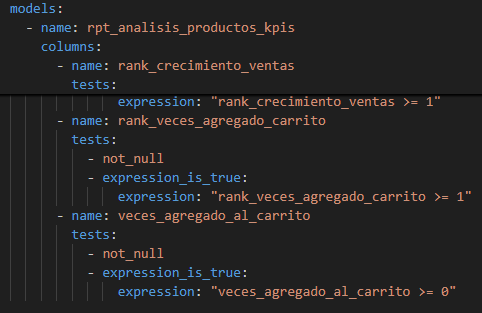 models:
  - name: rpt_analisis_productos_kpis
    columns:
      - name: rank_crecimiento_ventas
        tests:
              expression: "rank_crecimiento_ventas >= 1"
      - name: rank_veces_agregado_carrito
        tests:
          - not_null
          - expression_is_true:
              expression: "rank_veces_agregado_carrito >= 1"
      - name: veces_agregado_al_carrito
        tests:
          - not_null
          - expression_is_true:
              expression: "veces_agregado_al_carrito >= 0"